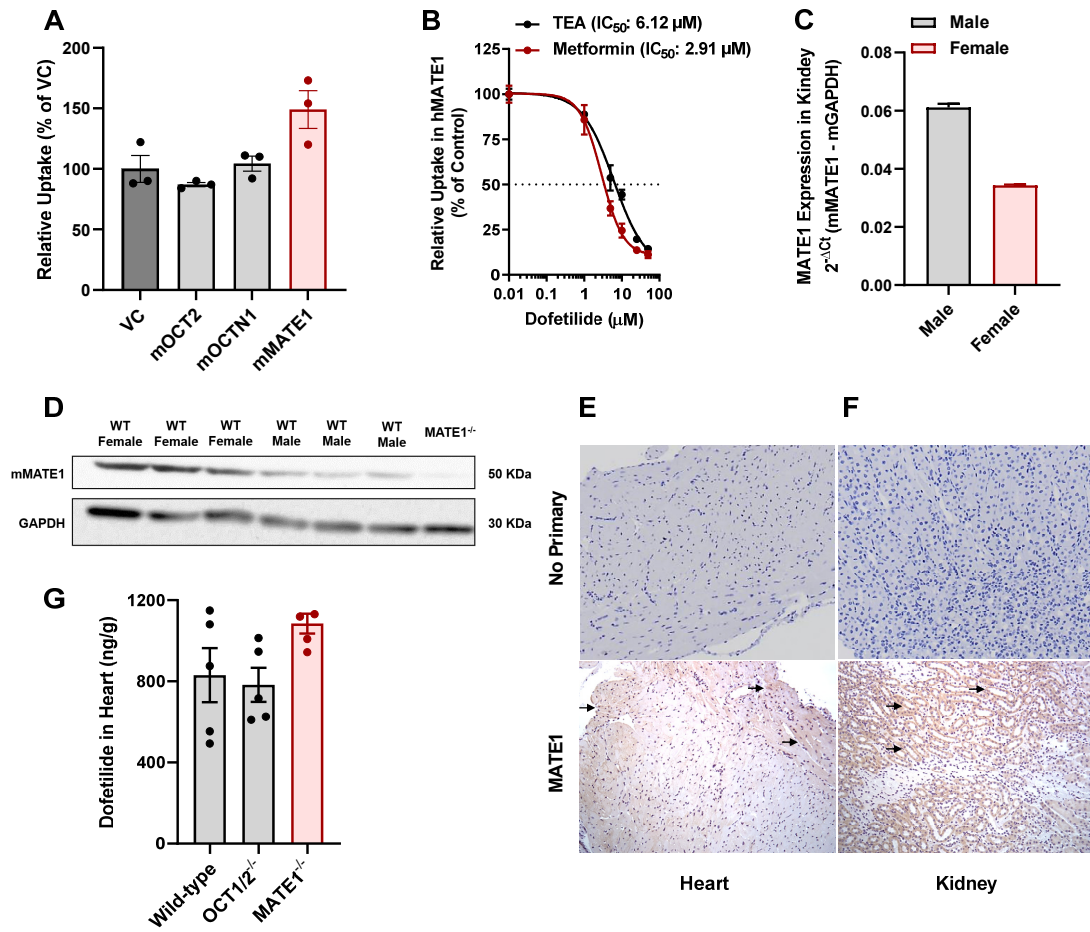 A
Relative Uptake (% of VC)
200
150
100
50
0
VC
mOCT2
mOCTN1
mMATE1
B
TEA (IC50: 6.12 µM)
Metformin (IC50: 2.91 µM)
Relative Uptake in hMATE1
(% of Control)
125
100
75
50
25
0
0.01
0.1
1
10
100
Dofetilide (µM)
C
Male
Female
MATE1 Expression in Kindey
2^-ΔCt (mMATE1 - mGAPDH)
0.08
0.06
0.04
0.02
0.00
Male
Female
D
WT Female
WT Female
WT Female
WT Male
WT Male
WT Male
MATE1-/-
mMATE1
50 KDa
GAPDH
30 KDa
E
F
No Primary
MATE1
Heart
Kidney
G
Dofetilide in Heart (ng/g)
1200
800
400
0
Wild-type
OCT1/2-/-
MATE1-/-